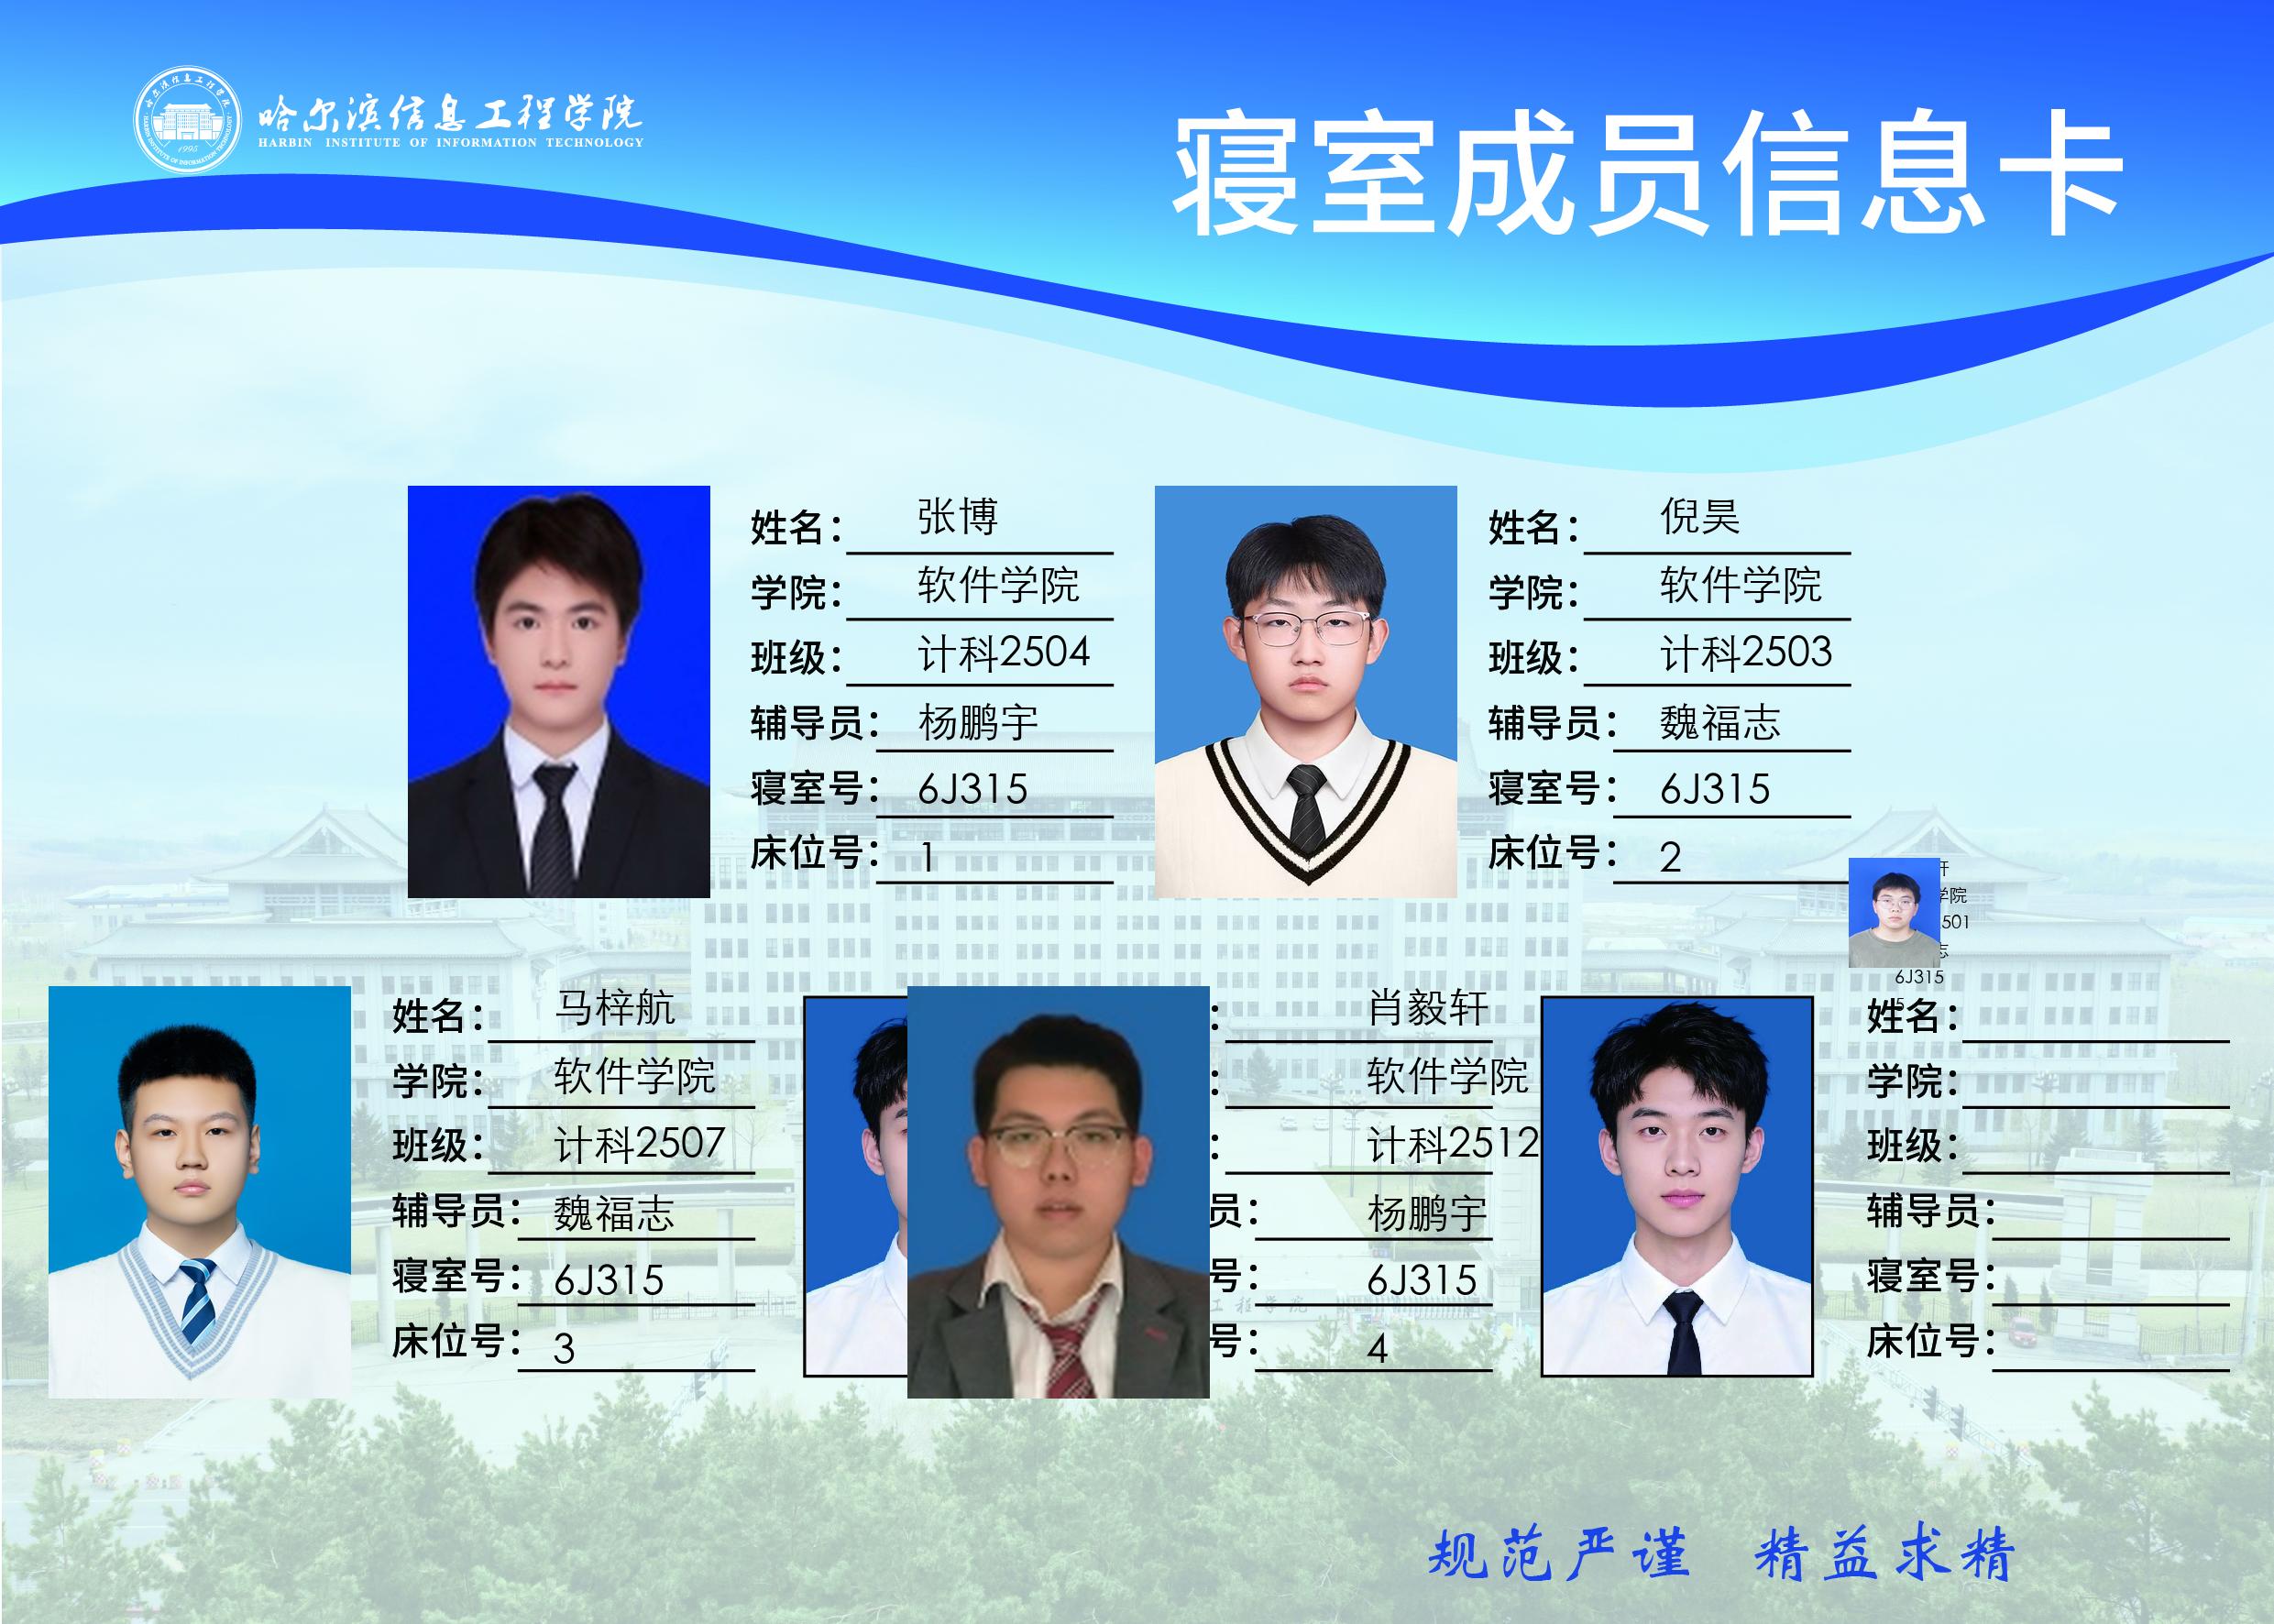 哈尔滨信息工程学院
HARBIN INSTITUTE OF INFORMATION TECHNOLOGY
1995
寝室成员信息卡
姓名： 张博
学院： 软件学院
班级： 计科2504
辅导员： 杨鹏宇
寝室号： 6J315
床位号： 1
姓名： 倪昊
学院： 软件学院
班级： 计科2503
辅导员： 魏福志
寝室号： 6J315
床位号： 2
轩
学院
501
志
6J315
5
姓名： 马梓航
学院： 软件学院
班级： 计科2507
辅导员： 魏福志
寝室号： 6J315
床位号： 3
： 肖毅轩
： 软件学院
： 计科2512
员： 杨鹏宇
号： 6J315
号： 4
姓名：
学院：
班级：
辅导员：
寝室号：
床位号：
规范严谨 精益求精